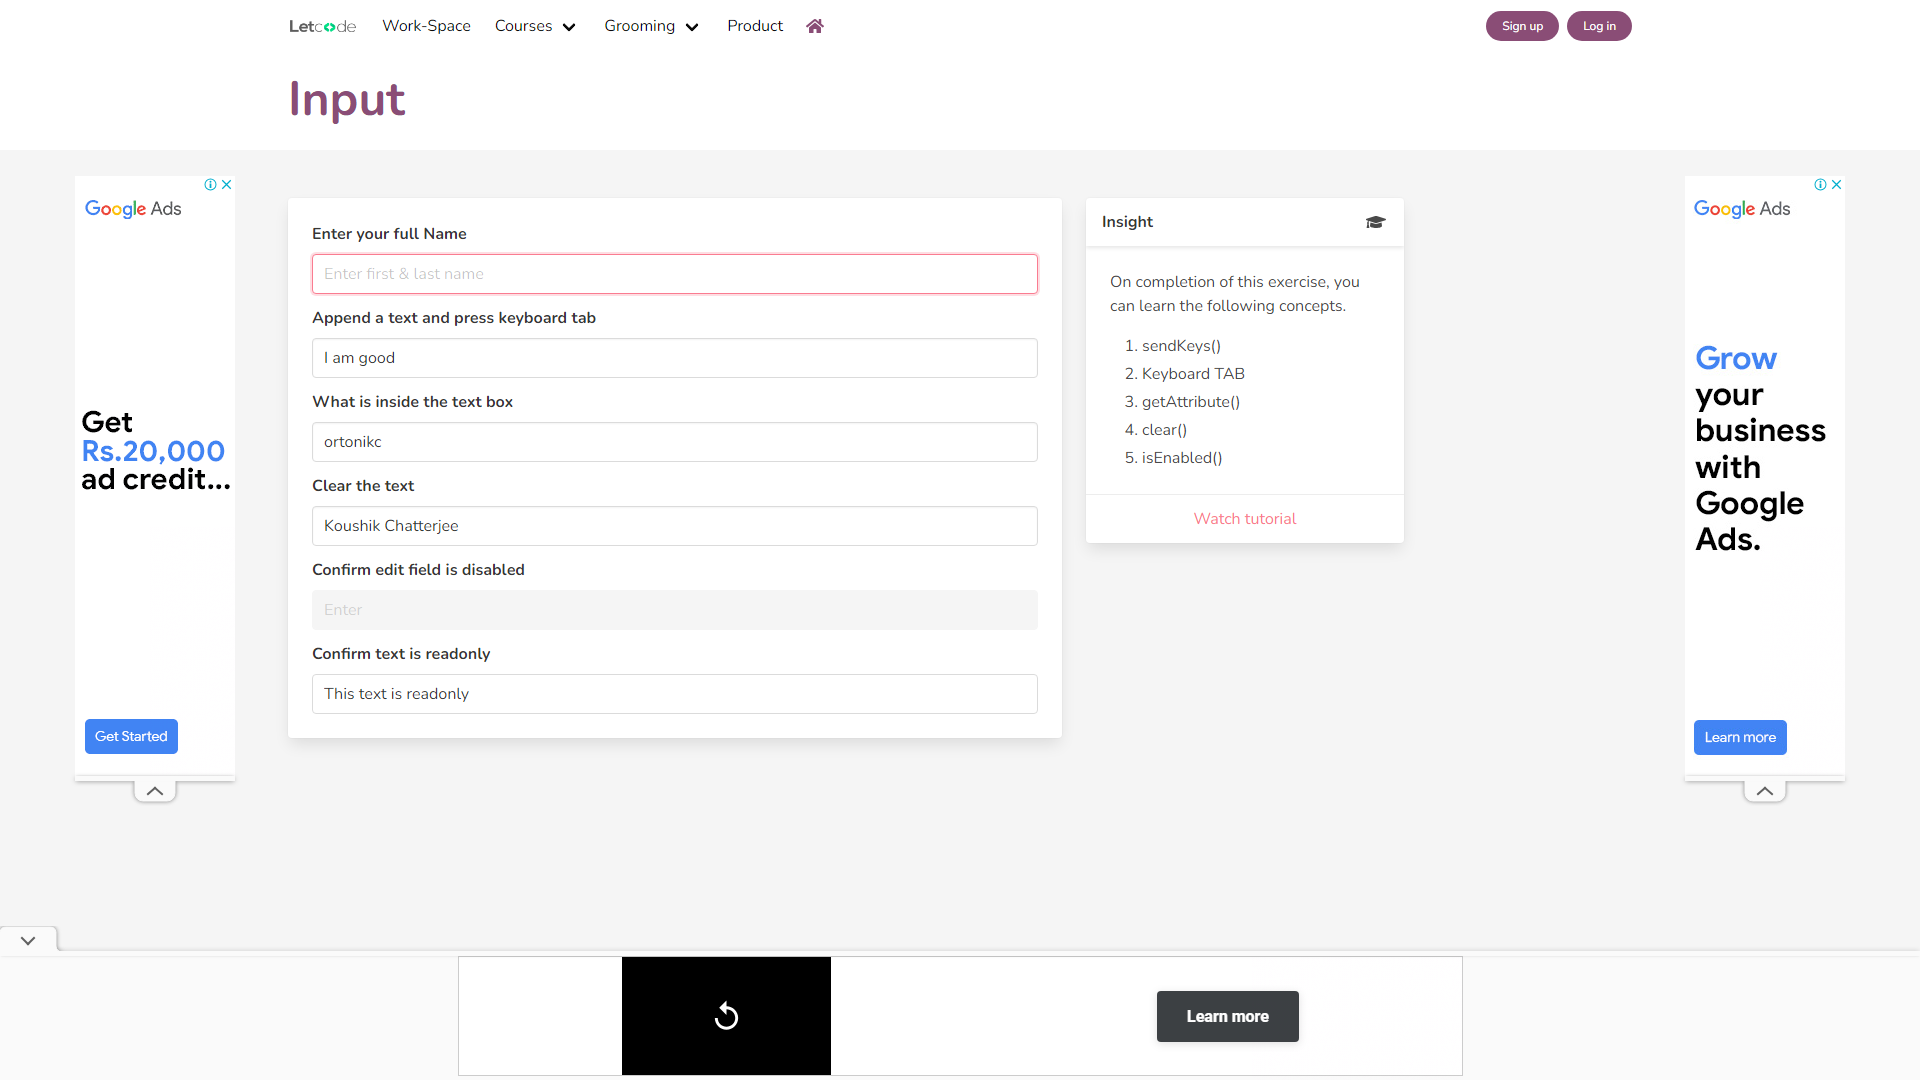 Letcode Work-Space Courses Grooming Product Sign up Log in
Input
Google Ads
Get
Rs.20,000
ad credit...
Get Started
Enter your full Name
Enter first & last name
Append a text and press keyboard tab
I am good
What is inside the text box
ortonikc
Clear the text
Koushik Chatterjee
Confirm edit field is disabled
Enter
Confirm text is readonly
This text is readonly
Insight
On completion of this exercise, you
can learn the following concepts.
1. sendKeys()
2. Keyboard TAB
3. getAttribute()
4. clear()
5. isEnabled()
Watch tutorial
Google Ads
Grow
your
business
with
Google
Ads.
Learn more
Learn more